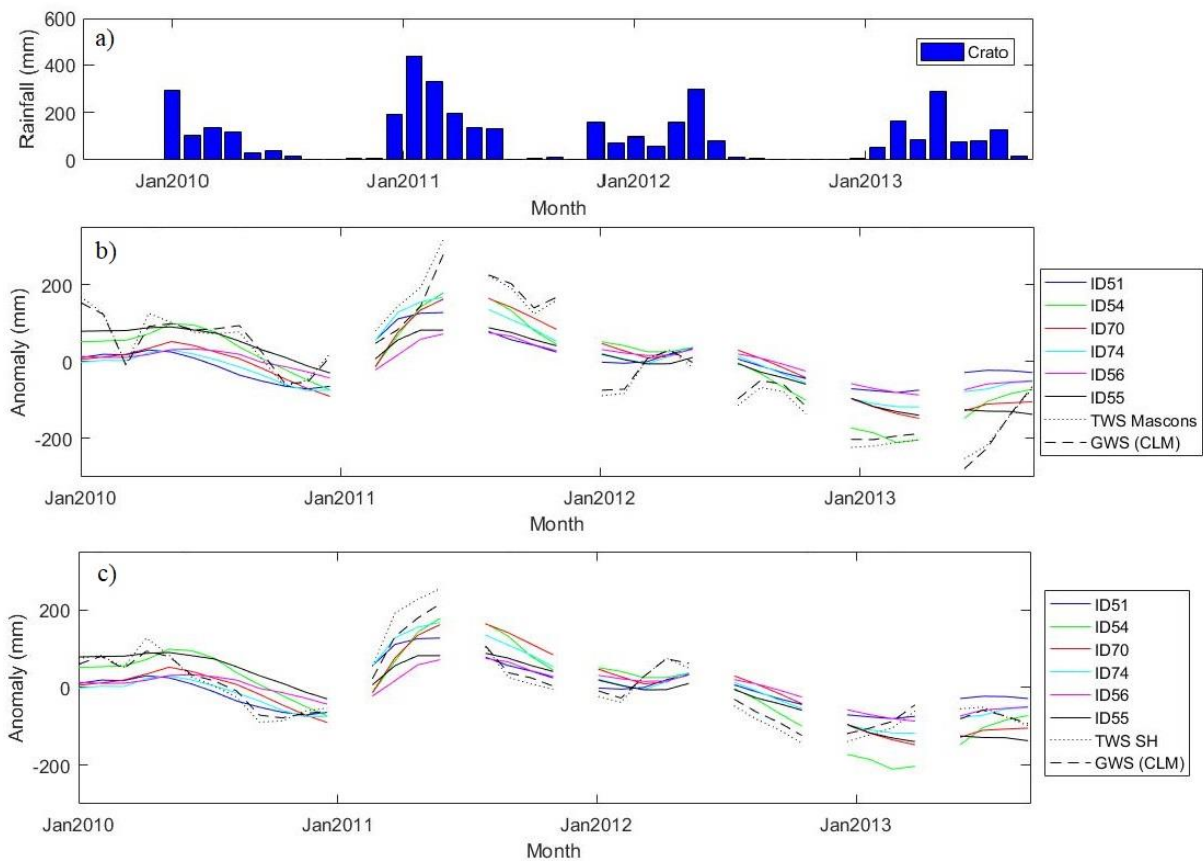 a)
Rainfall (mm)
600
400
200
0
Crato
Jan2010
Jan2011
Jan2012
Jan2013
Month
b)
Anomaly (mm)
200
0
-200
ID51
ID54
ID70
ID74
ID56
ID55
TWS Mascons
GWS (CLM)
Jan2010
Jan2011
Jan2012
Jan2013
Month
c)
Anomaly (mm)
200
0
-200
ID51
ID54
ID70
ID74
ID56
ID55
TWS SH
GWS (CLM)
Jan2010
Jan2011
Jan2012
Jan2013
Month